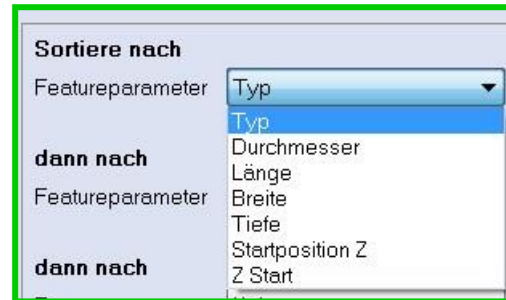 Sortiere nach
Featureparameter Typ
Typ
Durchmesser
dann nach
Länge
Featureparameter
Breite
Tiefe
Startposition Z
dann nach
Z Start